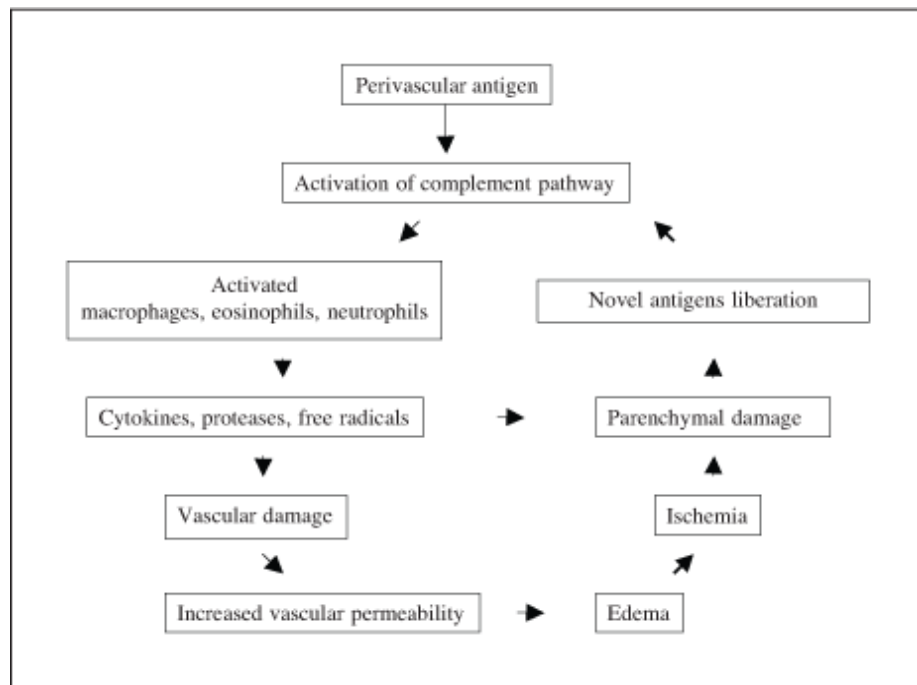 Perivascular antigen
Activation of complement pathway
Activated
macrophages, eosinophils, neutrophils
Novel antigens liberation
Cytokines, proteases, free radicals
Parenchymal damage
Vascular damage
Ischemia
Increased vascular permeability
Edema